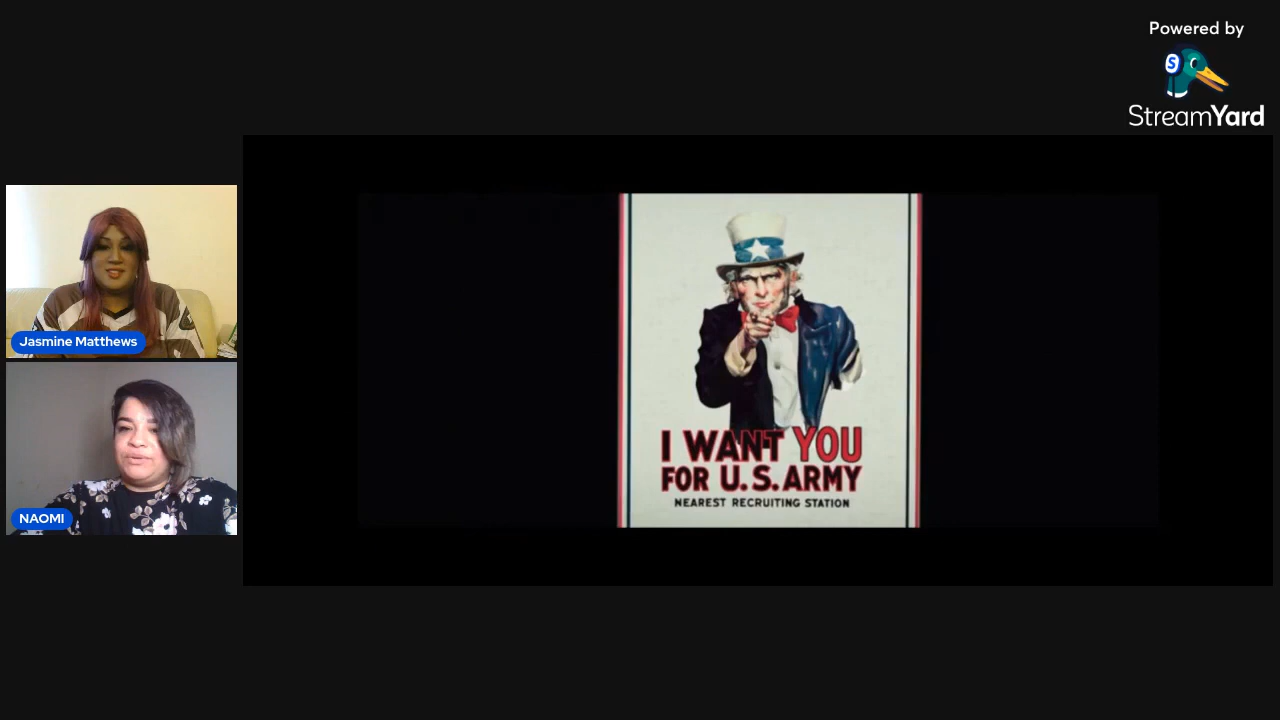 Powered by
S
StreamYard
Jasmine Matthews
NAOMI
I WANT YOU
FOR U.S. ARMY
NEAREST RECRUITING STATION